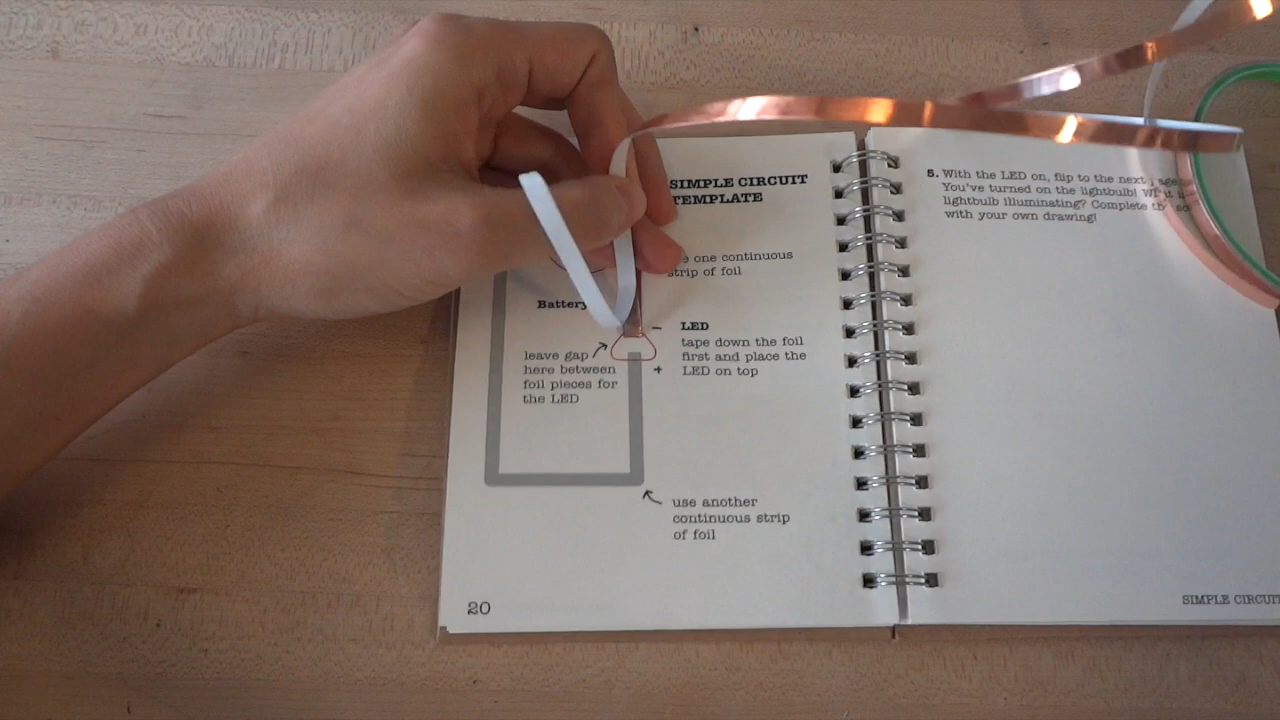 SIMPLE CIRCUIT
TEMPLATE
one continuous
strip of foil
Battery
– LED
tape down the foil
first and place the
+ LED on top
leave gap
here between
foil pieces for
the LED
use another
continuous strip
of foil
20
5. With the LED on, flip to the next
You've turned on the lightbulb!
lightbulb illuminating? Complete
with your own drawing!
SIMPLE CIRCUIT